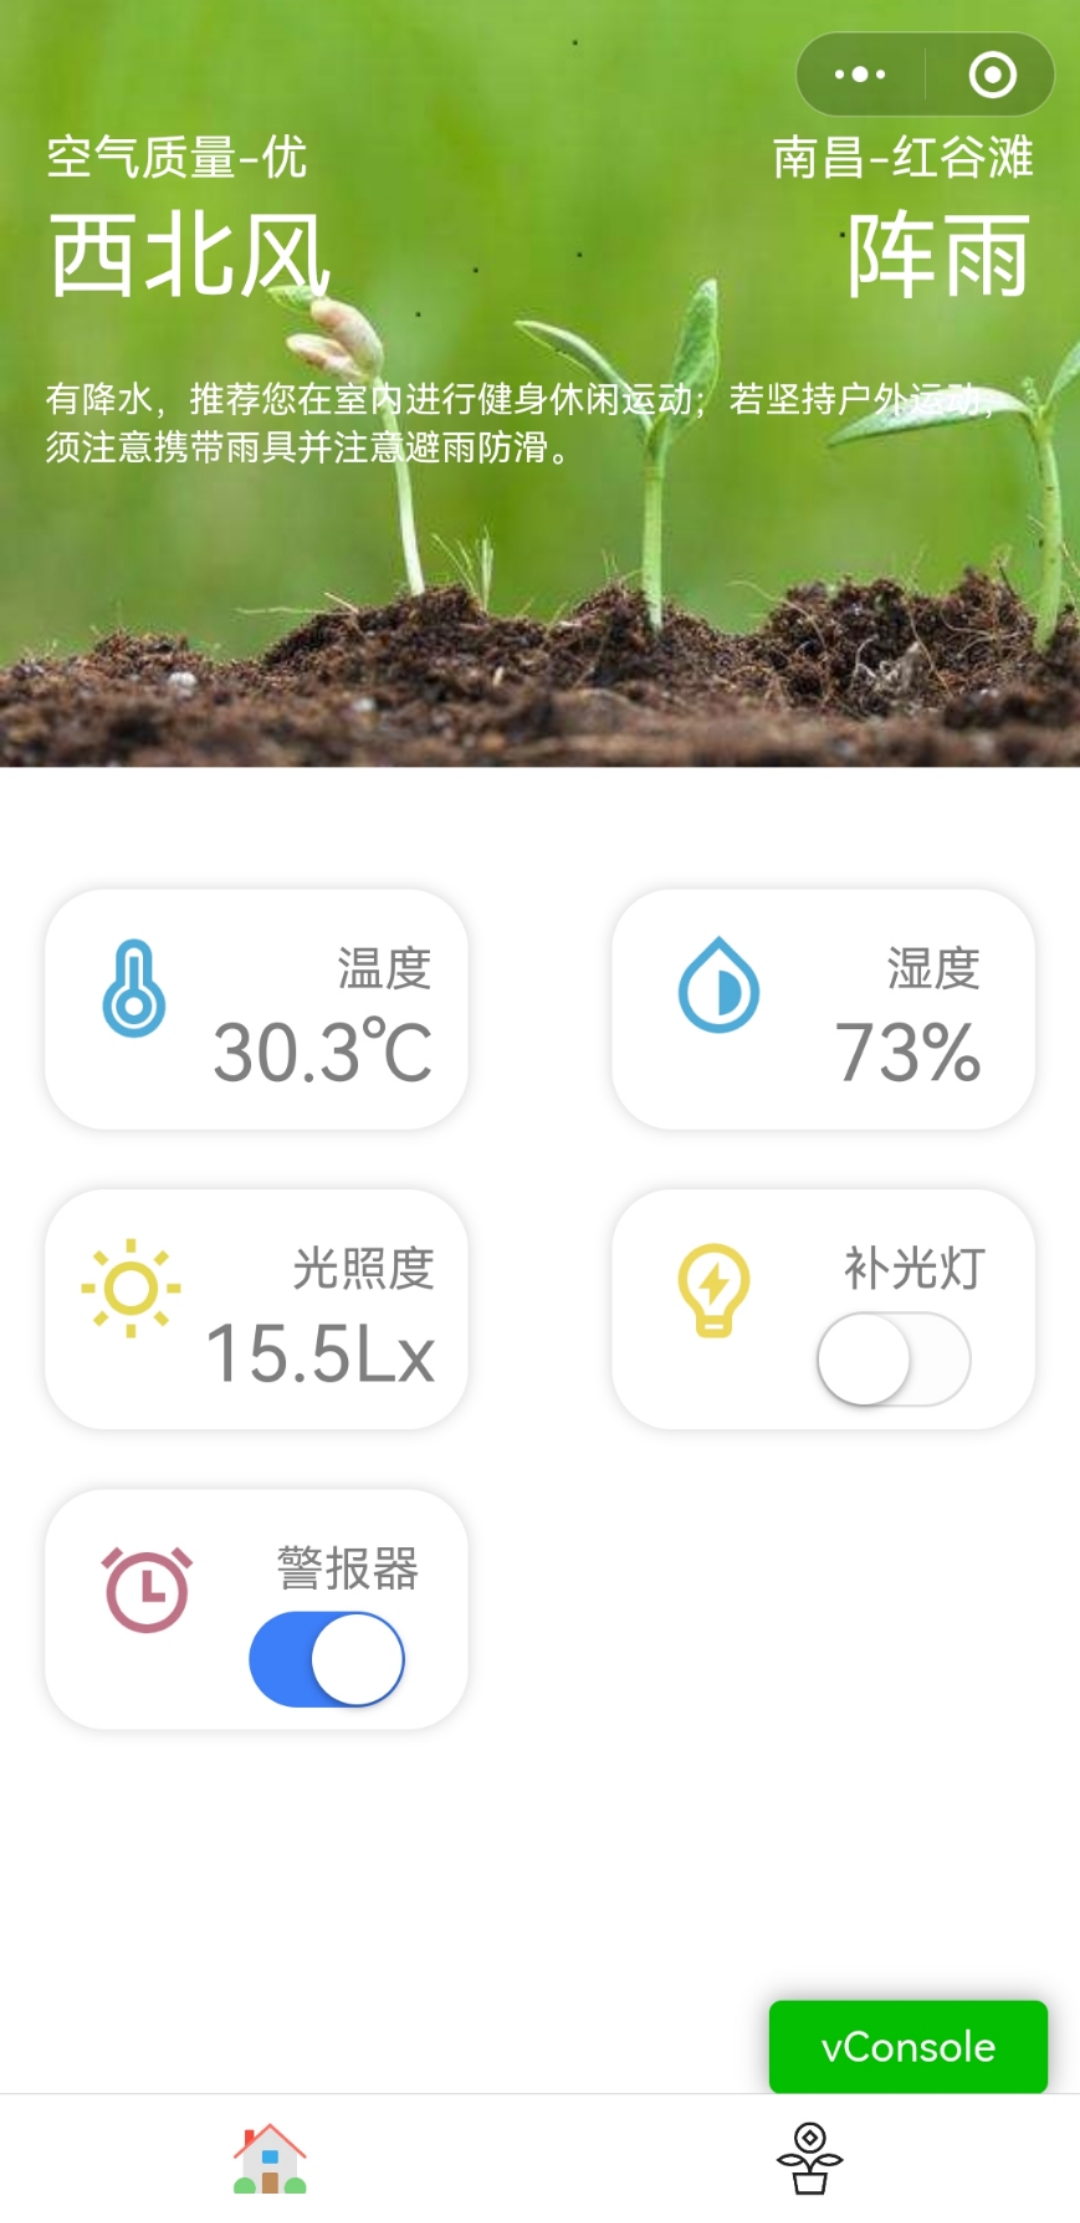 空气质量-优
南昌-红谷滩
西北风
阵雨
有降水，推荐您在室内进行健身休闲运动；若坚持户外运动，
须注意携带雨具并注意避雨防滑。
温度
30.3℃
湿度
73%
光照度
15.5Lx
补光灯
警报器
vConsole